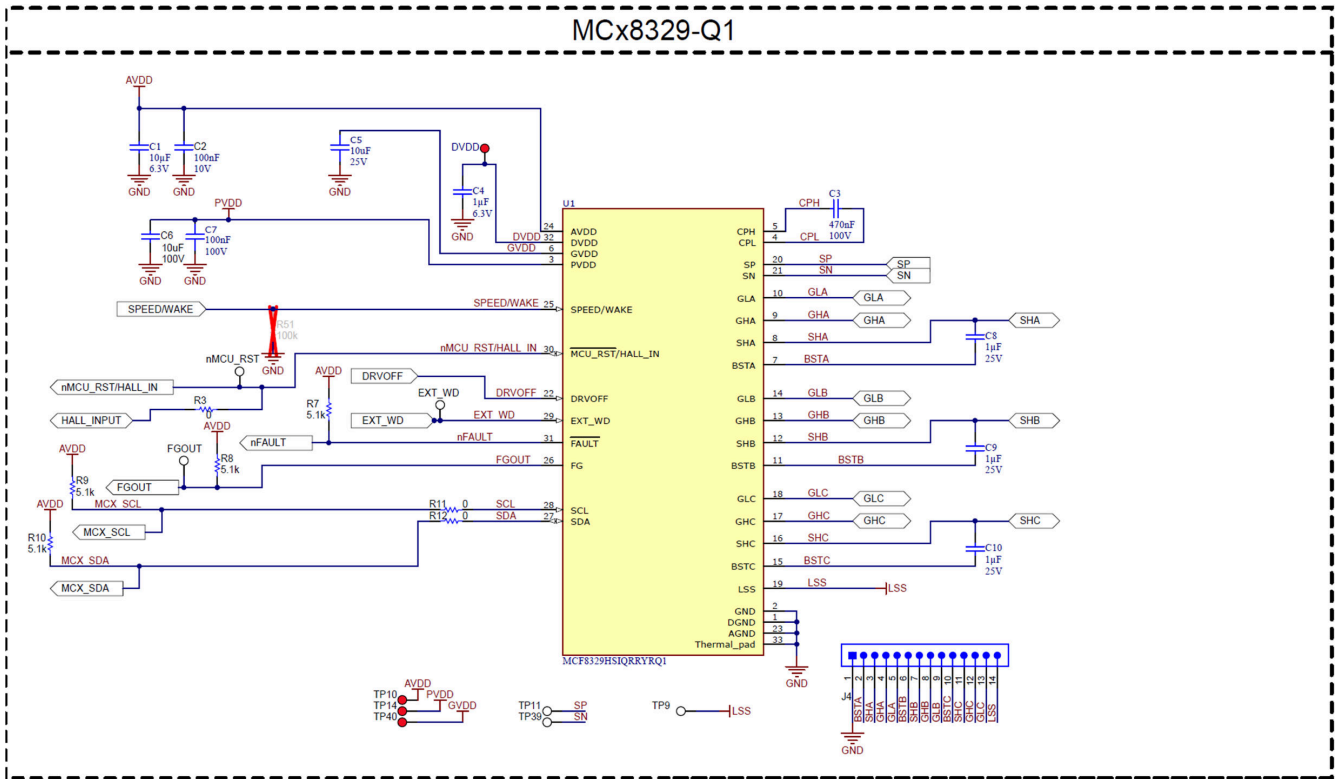 MCx8329-Q1
AVDD
C1
10µF
6.3V
GND
C2
100nF
10V
GND
C5
10uF
25V
GND
DVDD
C4
1µF
6.3V
GND
PVDD
C6
10uF
100V
GND
C7
100nF
100V
GND
U1
24 AVDD
DVDD 32 DVDD
GVDD 6 GVDD
3 PVDD
SPEED/WAKE SPEED/WAKE 25 SPEED/WAKE
R51
100k
GND
nMCU_RST
nMCU_RST/HALL_IN 30 MCU_RST/HALL_IN
nMCU_RST/HALL_IN
HALL_INPUT
R3
0
AVDD
R7
5.1k
DRVOFF DRVOFF 22 DRVOFF
EXT_WD
EXT_WD EXT_WD 29 EXT_WD
nFAULT nFAULT 31 FAULT
AVDD
R8
5.1k
FGOUT
FGOUT FGOUT 26 FG
AVDD
R9
5.1k
MCX_SCL R11 0 SCL 28 SCL
R12 0 SDA 27 SDA
MCX_SCL
AVDD
R10
5.1k
MCX_SDA
MCX_SDA
CPH 5 CPH
CPL 4 CPL
C3
470nF
100V
SP 20 SP SP
SN 21 SN SN
GLA 10 GLA GLA
GHA 9 GHA GHA
SHA 8 SHA SHA
BSTA 7 BSTA
C8
1µF
25V
GLB 14 GLB GLB
GHB 13 GHB GHB
SHB 12 SHB SHB
BSTB 11 BSTB
C9
1µF
25V
GLC 18 GLC GLC
GHC 17 GHC GHC
SHC 16 SHC SHC
BSTC 15 BSTC
C10
1µF
25V
LSS 19 LSS LSS
GND 2
DGND 1
AGND 23
Thermal_pad 33
GND
MCF8329HSIQRRYRQ1
TP10 AVDD
TP14 PVDD
TP40 GVDD
TP11 SP
TP39 SN
TP9 LSS
J4
1 2 3 4 5 6 7 8 9 10 11 12 13 14
BSTA SHA GHA GLA BSTB SHB GHB GLB BSTC SHC GHC GLC LSS
GND